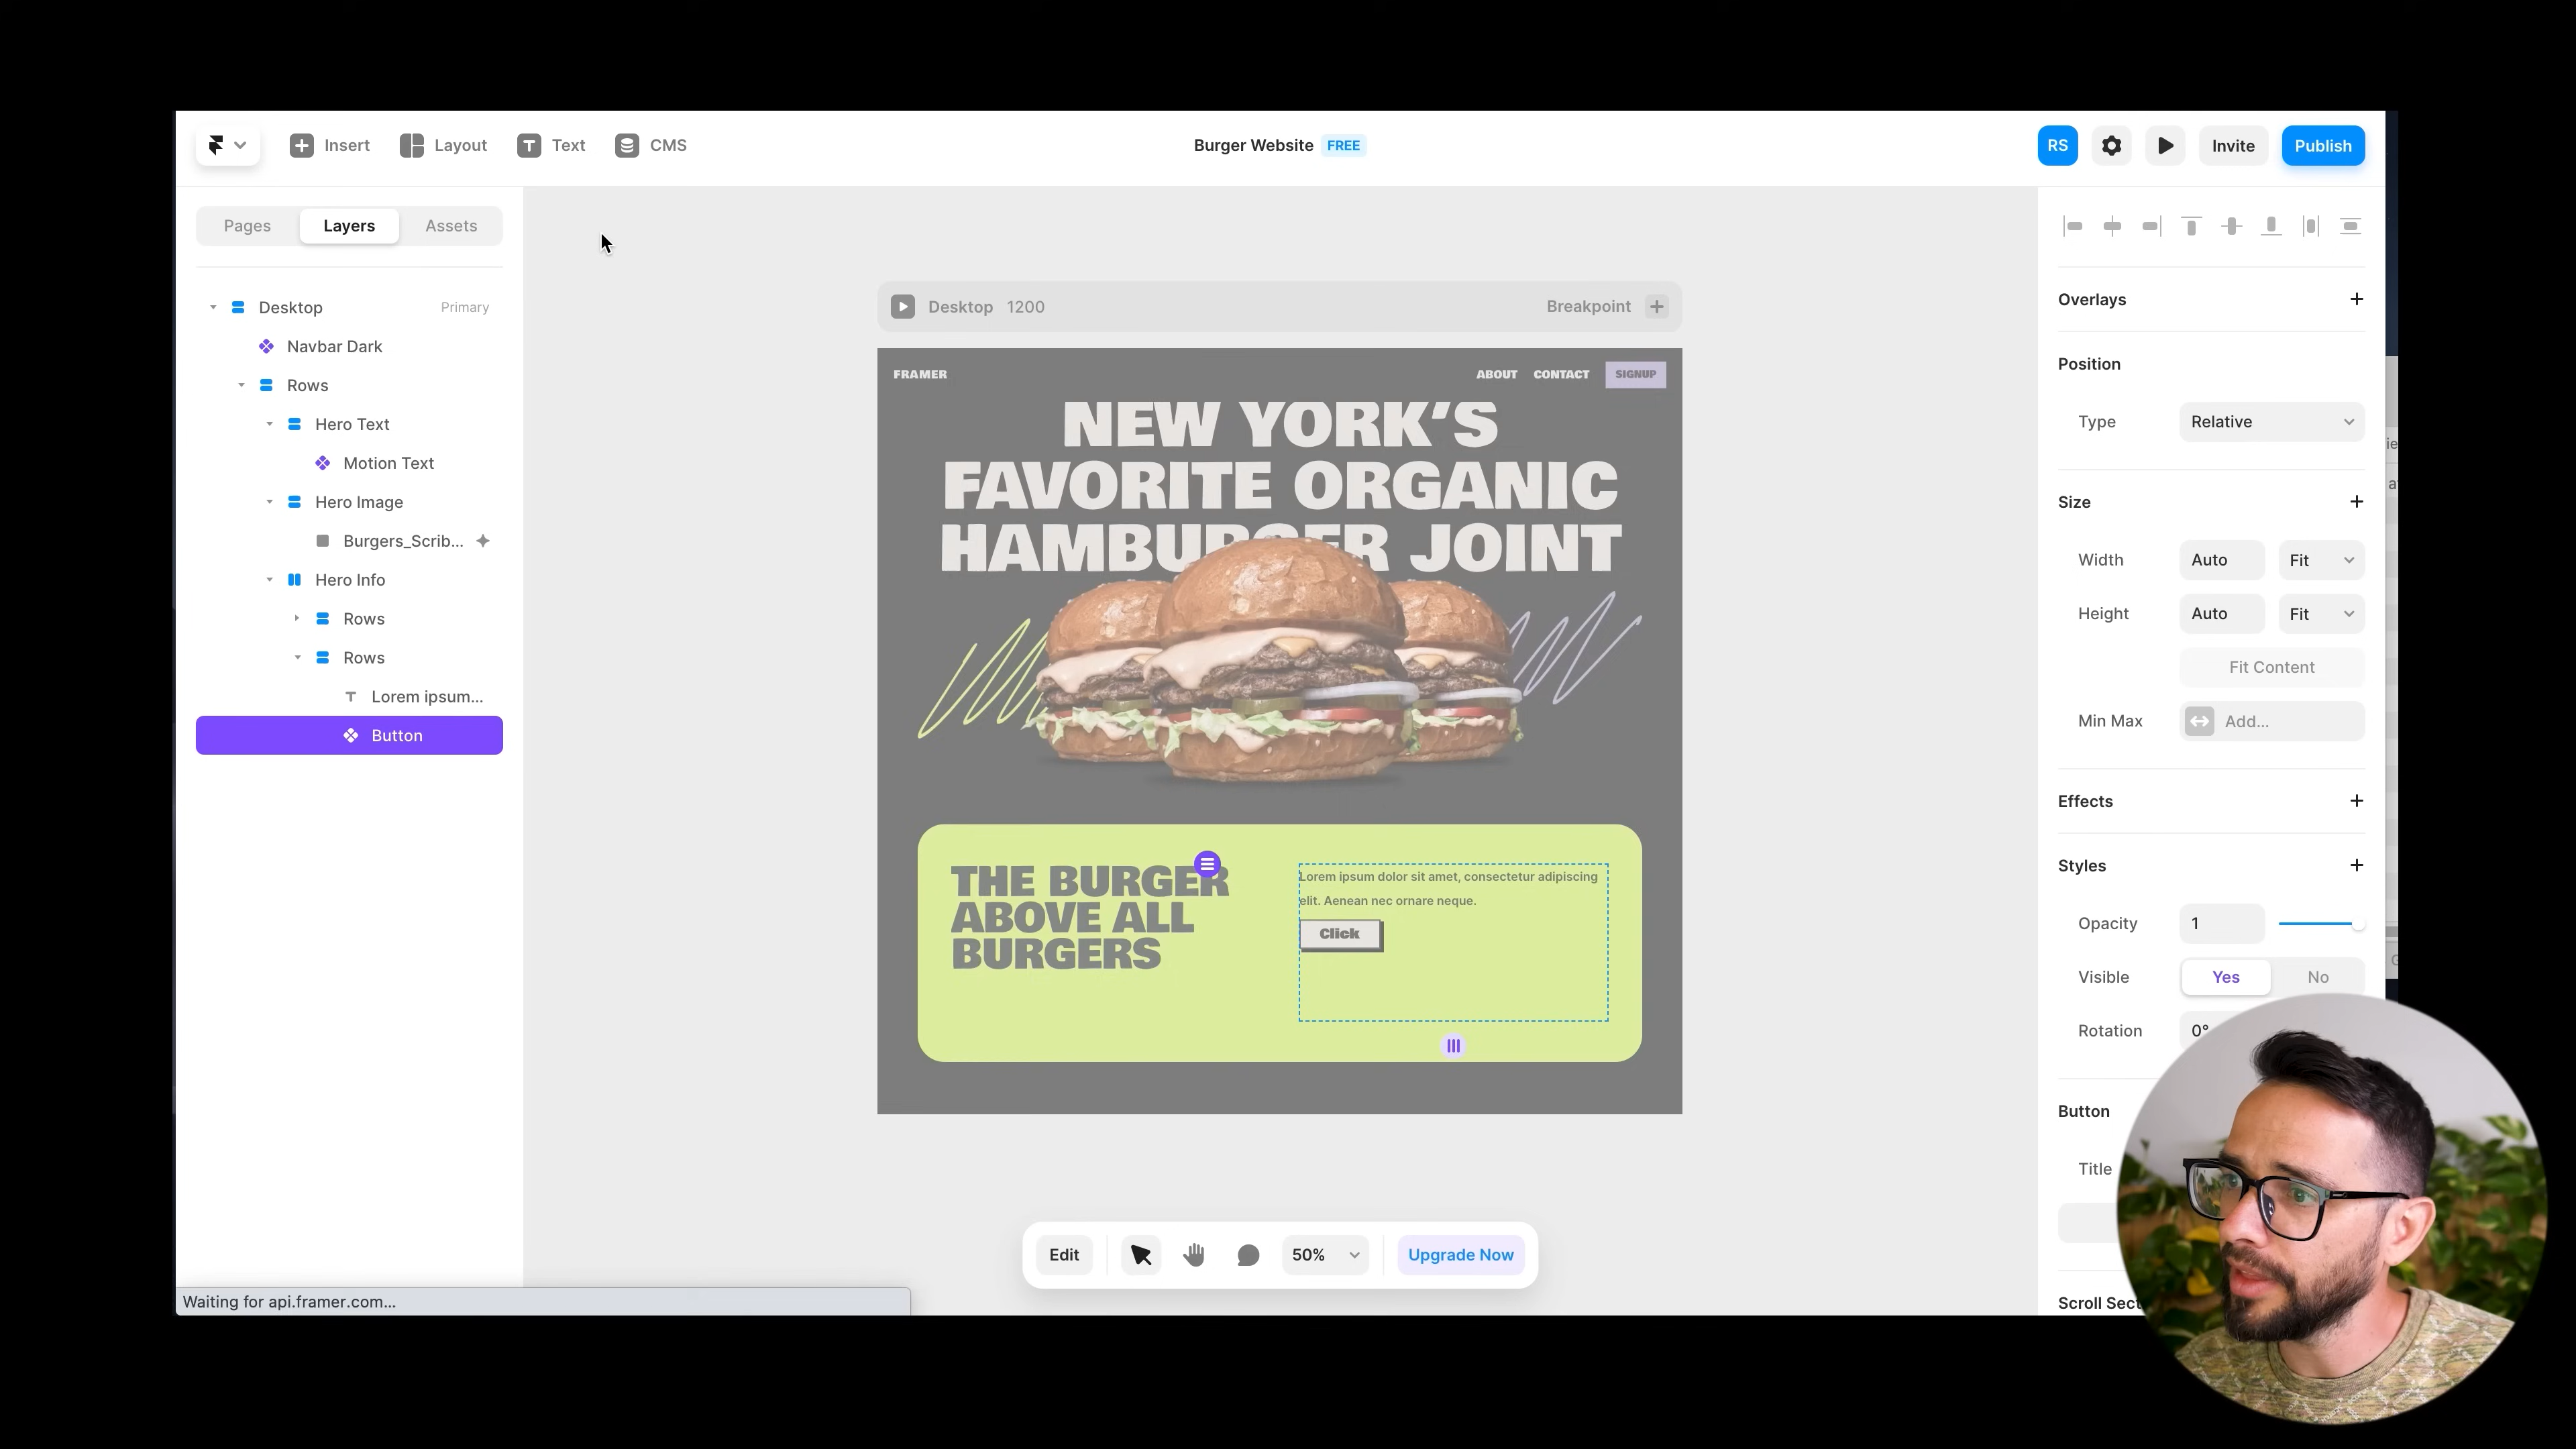 Insert
Layout
Text
CMS
Burger Website
FREE
RS
Invite
Publish
Pages
Layers
Assets
Desktop
Primary
Navbar Dark
Rows
Hero Text
Motion Text
Hero Image
Burgers_Scrib...
Hero Info
Rows
Rows
Lorem ipsum...
Button
Desktop 1200
Breakpoint
FRAMER
ABOUT
CONTACT
SIGNUP
NEW YORK'S
FAVORITE ORGANIC
HAMBURGER JOINT
THE BURGER
ABOVE ALL
BURGERS
Lorem ipsum dolor sit amet, consectetur adipiscing
elit. Aenean nec ornare neque.
Click
Edit
50%
Upgrade Now
Waiting for api.framer.com...
Overlays
Position
Type
Relative
Size
Width
Auto
Fit
Height
Auto
Fit
Fit Content
Min Max
Add...
Effects
Styles
Opacity
1
Visible
Yes
No
Rotation
0°
Button
Title
Scroll Sect